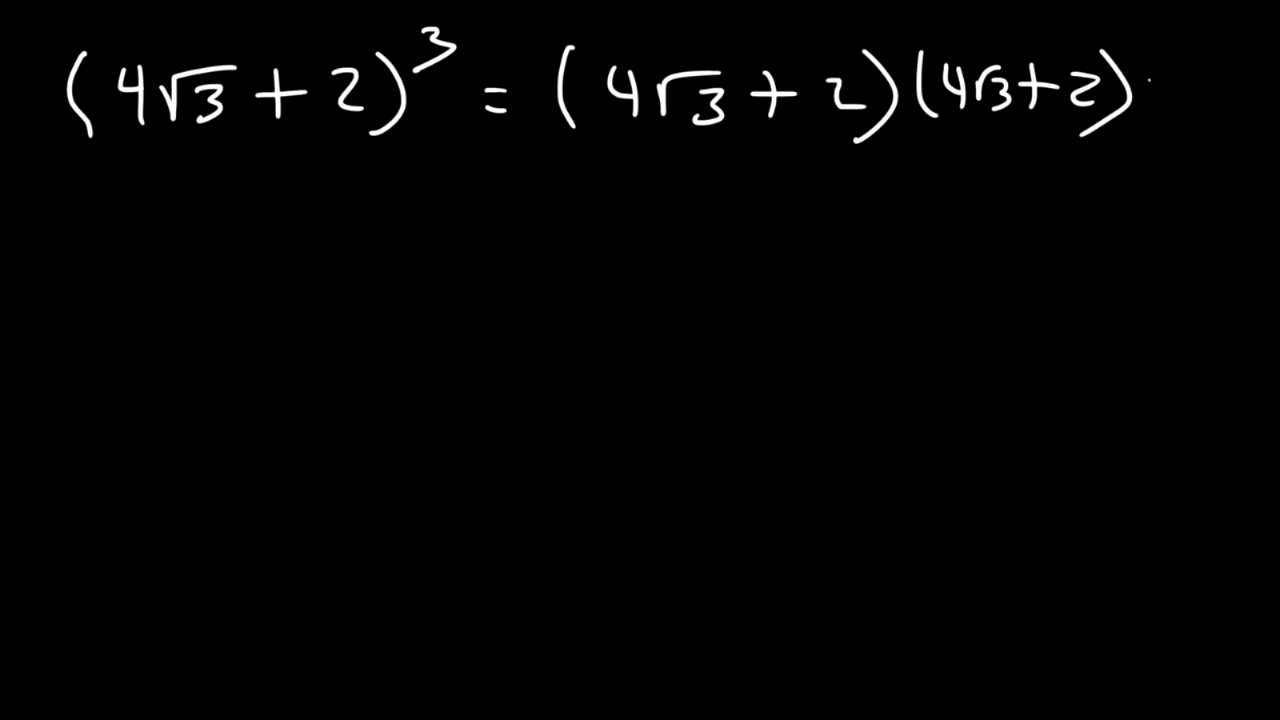 (4√3 + 2)³ = (4√3 + 2)(4√3 + 2)